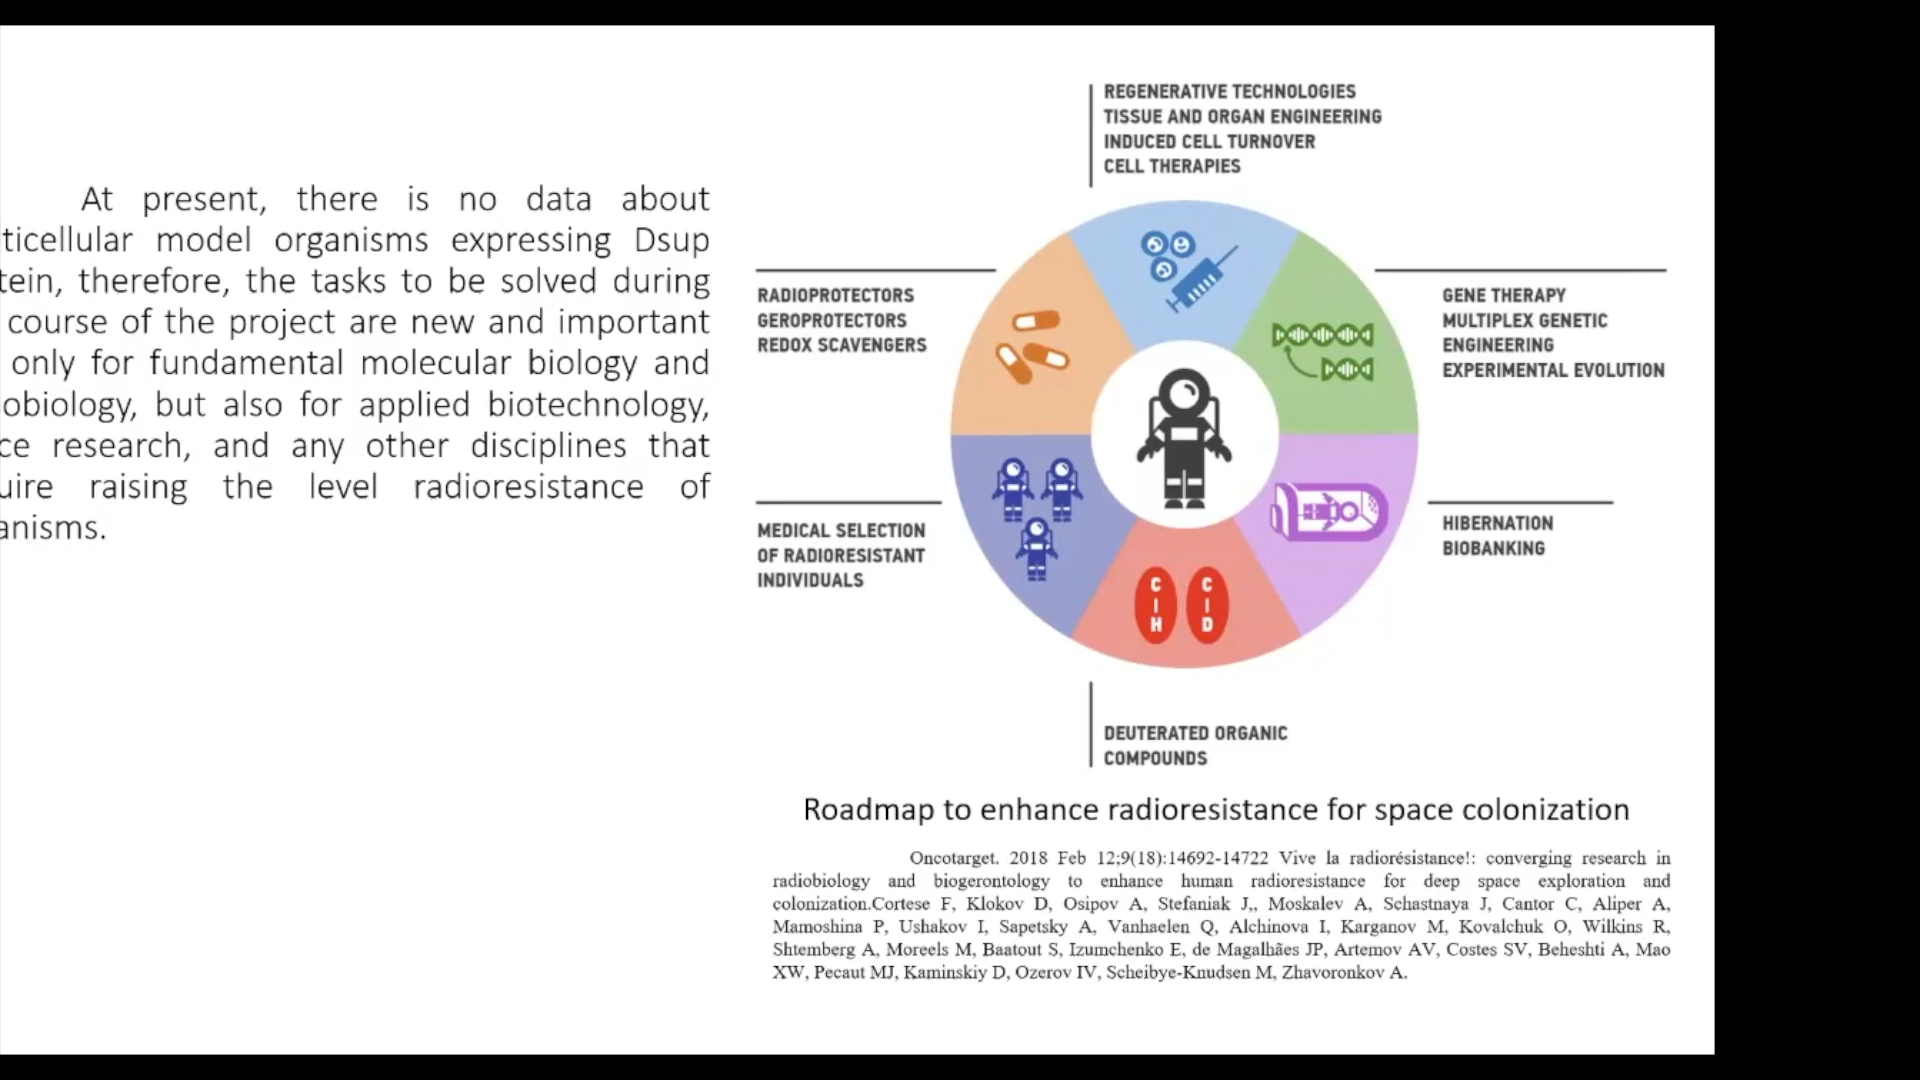 At present, there is no data about
ticellular model organisms expressing Dsup
tein, therefore, the tasks to be solved during
course of the project are new and important
only for fundamental molecular biology and
obiology, but also for applied biotechnology,
ce research, and any other disciplines that
uire raising the level radioresistance of
anisms.
REGENERATIVE TECHNOLOGIES
TISSUE AND ORGAN ENGINEERING
INDUCED CELL TURNOVER
CELL THERAPIES
RADIOPROTECTORS
GEROPROTECTORS
REDOX SCAVENGERS
GENE THERAPY
MULTIPLEX GENETIC
ENGINEERING
EXPERIMENTAL EVOLUTION
MEDICAL SELECTION
OF RADIORESISTANT
INDIVIDUALS
HIBERNATION
BIOBANKING
C
I
H
C
I
D
DEUTERATED ORGANIC
COMPOUNDS
Roadmap to enhance radioresistance for space colonization
Oncotarget. 2018 Feb 12;9(18):14692-14722 Vive la radiorésistance!: converging research in
radiobiology and biogerontology to enhance human radioresistance for deep space exploration and
colonization.Cortese F, Klokov D, Osipov A, Stefaniak J,, Moskalev A, Schastnaya J, Cantor C, Aliper A,
Mamoshina P, Ushakov I, Sapetsky A, Vanhaelen Q, Alchinova I, Karganov M, Kovalchuk O, Wilkins R,
Shtemberg A, Moreels M, Baatout S, Izumchenko E, de Magalhães JP, Artemov AV, Costes SV, Beheshti A, Mao
XW, Pecaut MJ, Kaminskiy D, Ozerov IV, Scheibye-Knudsen M, Zhavoronkov A.